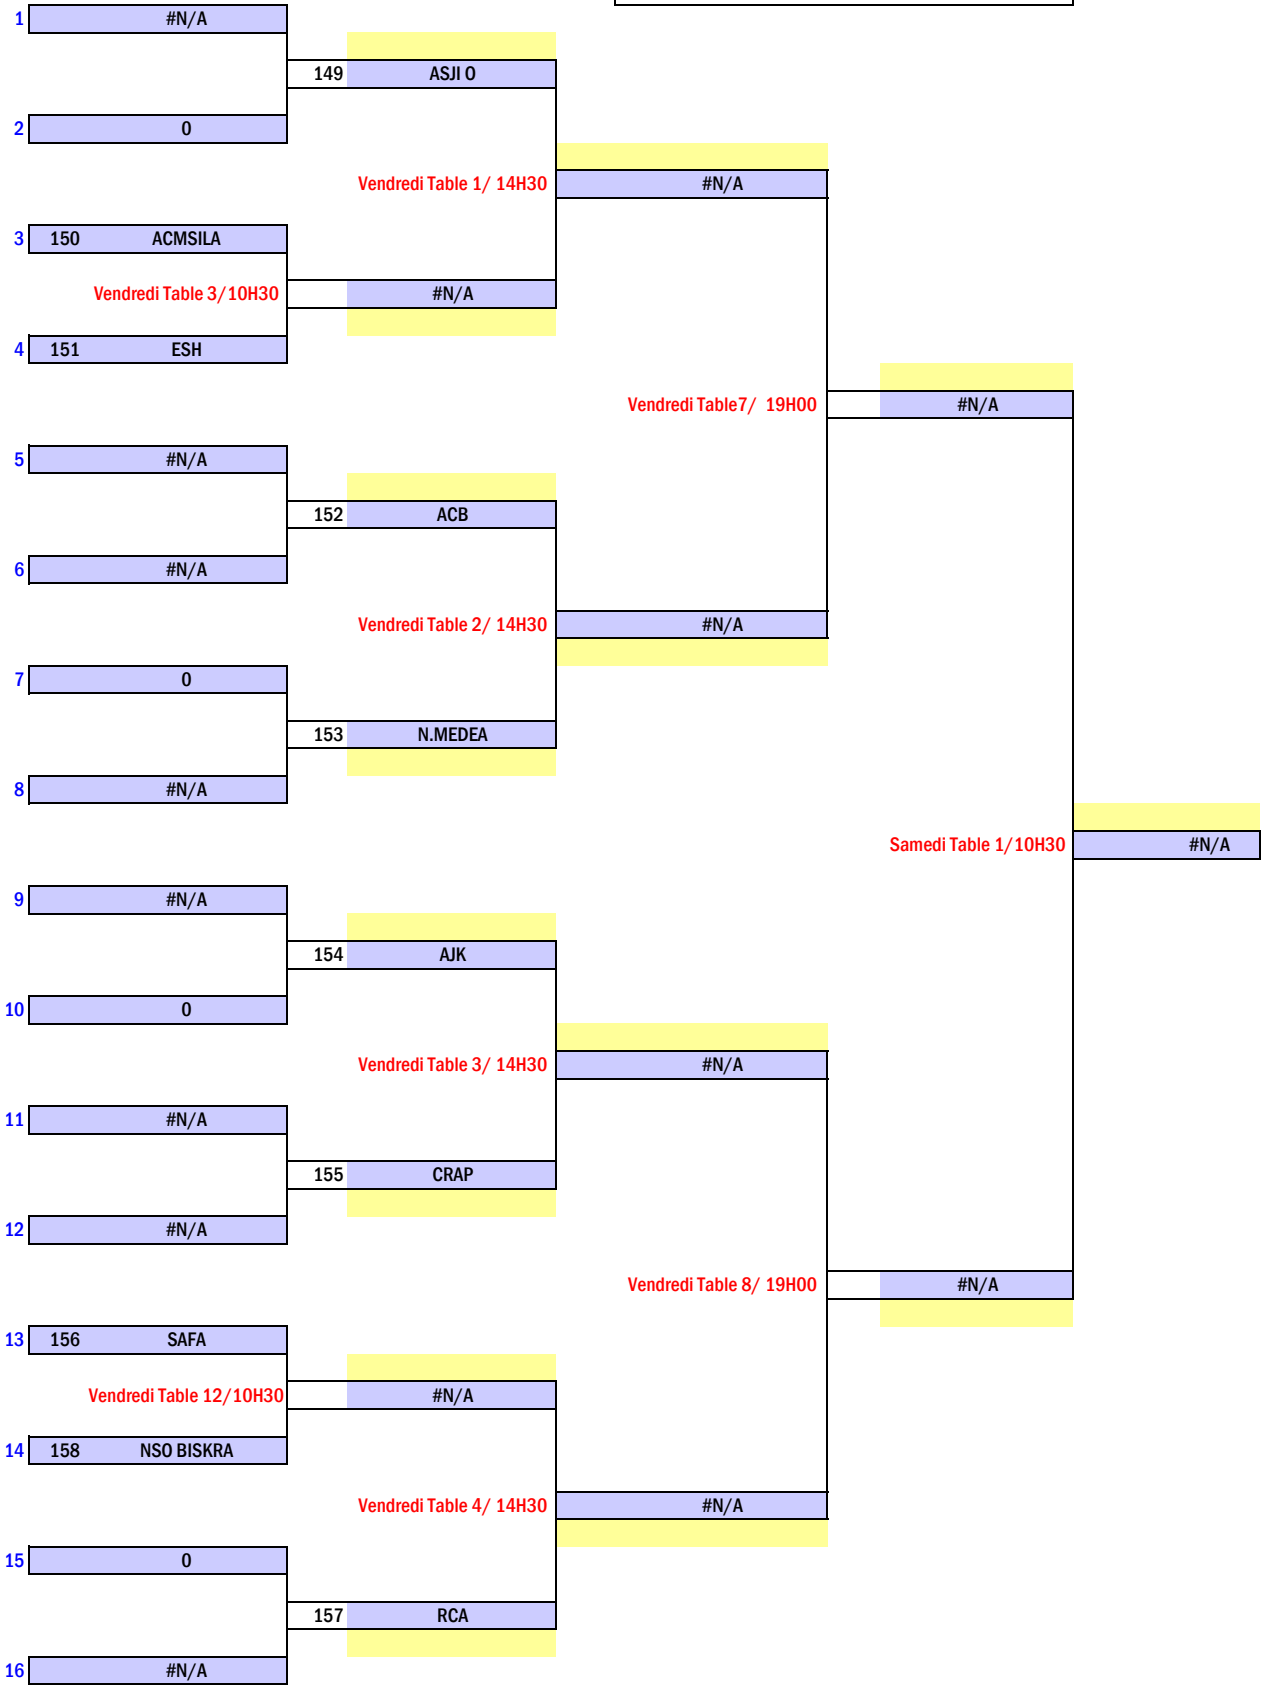 1 #N/A
149 ASJI O
2 0
Vendredi Table 1/ 14H30 #N/A
3 150 ACMSILA
Vendredi Table 3/10H30 #N/A
4 151 ESH
Vendredi Table7/ 19H00 #N/A
5 #N/A
152 ACB
6 #N/A
Vendredi Table 2/ 14H30 #N/A
7 0
153 N.MEDEA
8 #N/A
Samedi Table 1/10H30 #N/A
9 #N/A
154 AJK
10 0
Vendredi Table 3/ 14H30 #N/A
11 #N/A
155 CRAP
12 #N/A
Vendredi Table 8/ 19H00 #N/A
13 156 SAFA
Vendredi Table 12/10H30 #N/A
14 158 NSO BISKRA
Vendredi Table 4/ 14H30 #N/A
15 0
157 RCA
16 #N/A